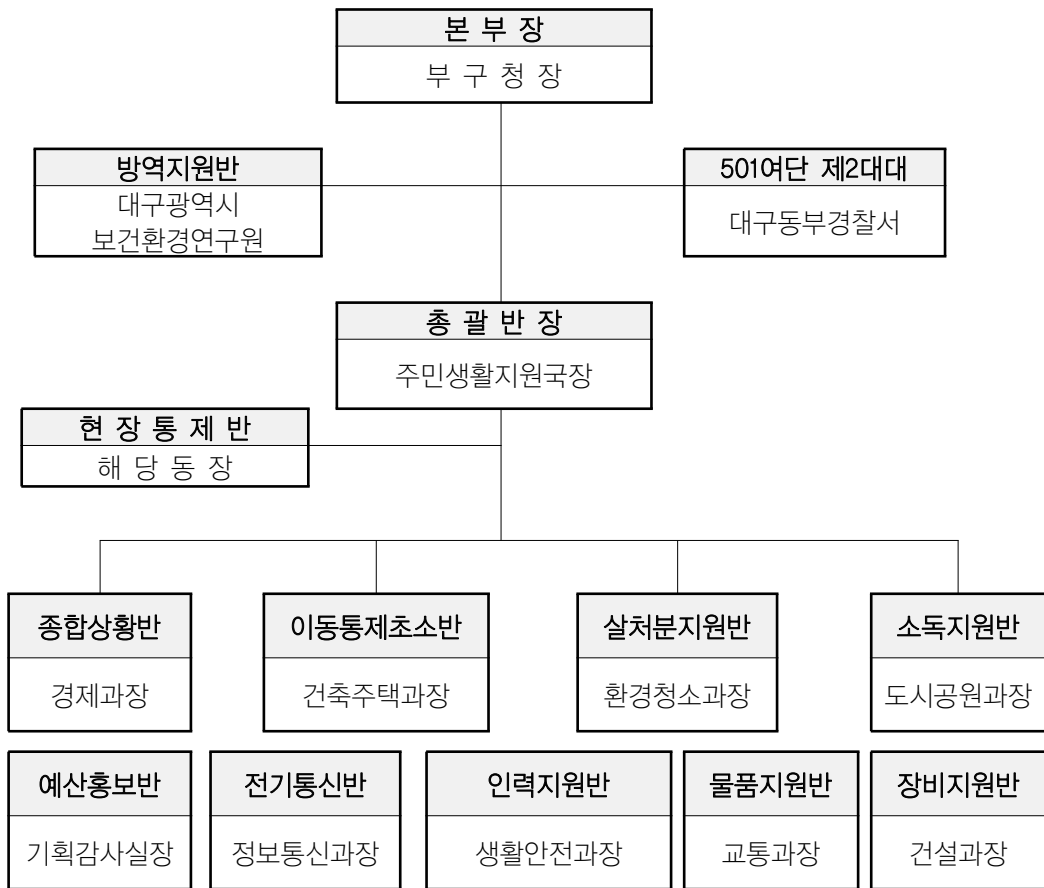 본 부 장
부 구 청 장
방역지원반
대구광역시
보건환경연구원
501여단 제2대대
대구동부경찰서
총 괄 반 장
주민생활지원국장
현 장 통 제 반
해 당 동 장
종합상황반
경제과장
이동통제초소반
건축주택과장
살처분지원반
환경청소과장
소독지원반
도시공원과장
예산홍보반
기획감사실장
전기통신반
정보통신과장
인력지원반
생활안전과장
물품지원반
교통과장
장비지원반
건설과장